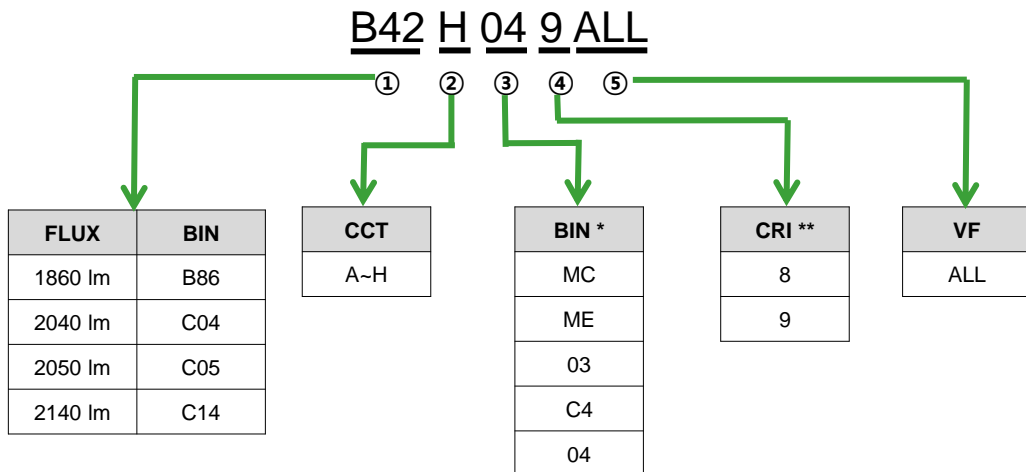 B42 H 04 9 ALL
① ② ③ ④ ⑤
FLUX BIN
1860 lm B86
2040 lm C04
2050 lm C05
2140 lm C14
CCT
A~H
BIN *
MC
ME
03
C4
04
CRI **
8
9
VF
ALL